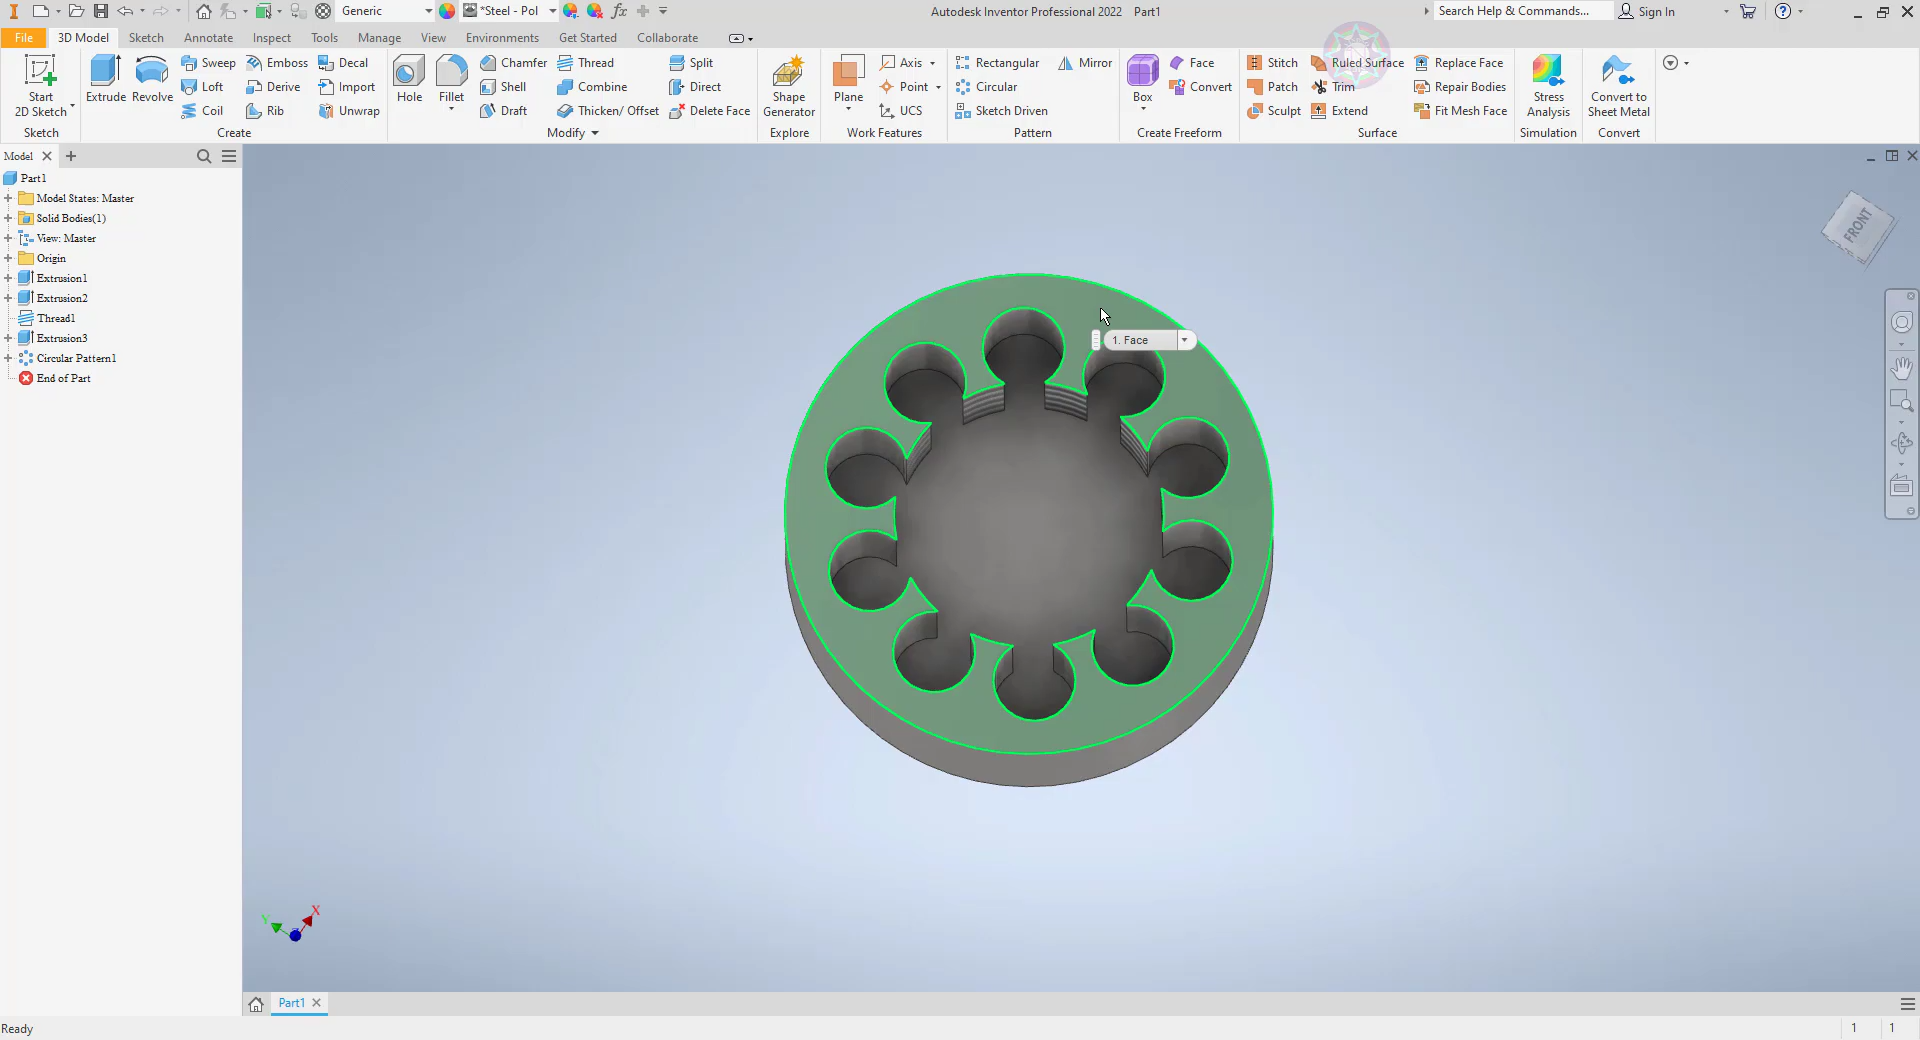 Generic *Steel - Pol fx Autodesk Inventor Professional 2022 Part1 Search Help & Commands... Sign In
File 3D Model Sketch Annotate Inspect Tools Manage View Environments Get Started Collaborate
Start 2D Sketch Extrude Revolve Sweep Emboss Decal Hole Fillet Chamfer Thread Split Shape Generator Plane Axis Rectangular Mirror Box Face Stitch Ruled Surface Replace Face Stress Analysis Convert to Sheet Metal
Loft Derive Import Shell Combine Direct Point Circular Convert Patch Trim Repair Bodies
Coil Rib Unwrap Draft Thicken/ Offset Delete Face UCS Sketch Driven Sculpt Extend Fit Mesh Face
Sketch Create Modify Explore Work Features Pattern Create Freeform Surface Simulation Convert
Model
Part1
Model States: Master
Solid Bodies(1)
View: Master
Origin
Extrusion1
Extrusion2
Thread1
Extrusion3
Circular Pattern1
End of Part
FRONT
1. Face
X
Y
Part1
Ready 1 1